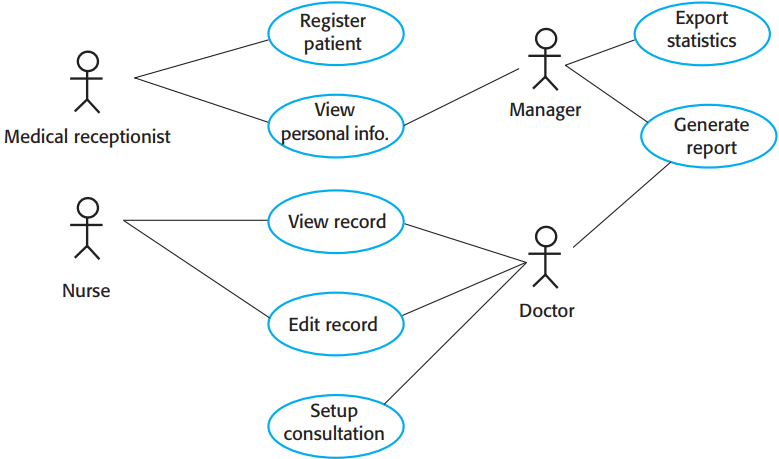 Register
patient
Export
statistics
Medical receptionist
View
personal info.
Manager
Generate
report
View record
Nurse
Doctor
Edit record
Setup
consultation